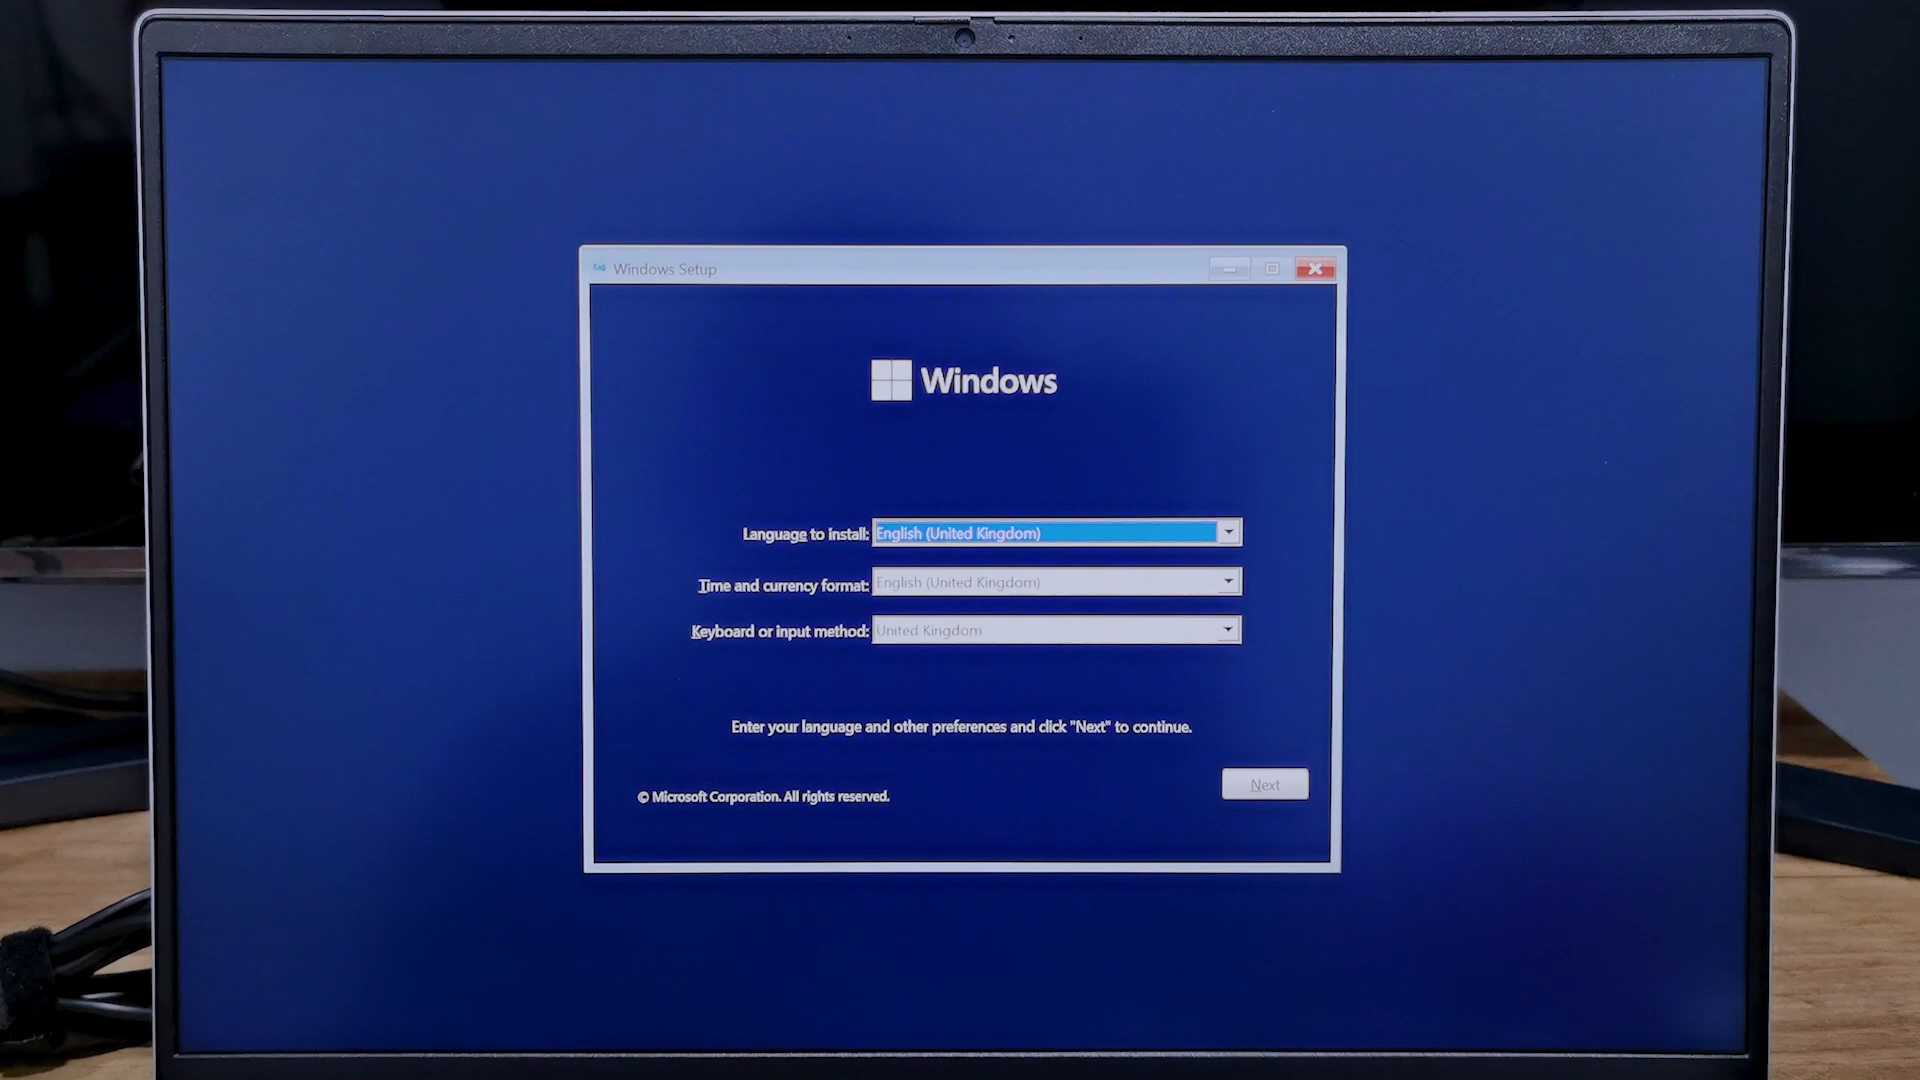 Windows Setup
Windows
Language to install: English (United Kingdom)
Time and currency format: English (United Kingdom)
Keyboard or input method: United Kingdom
Enter your language and other preferences and click "Next" to continue.
© Microsoft Corporation. All rights reserved.
Next